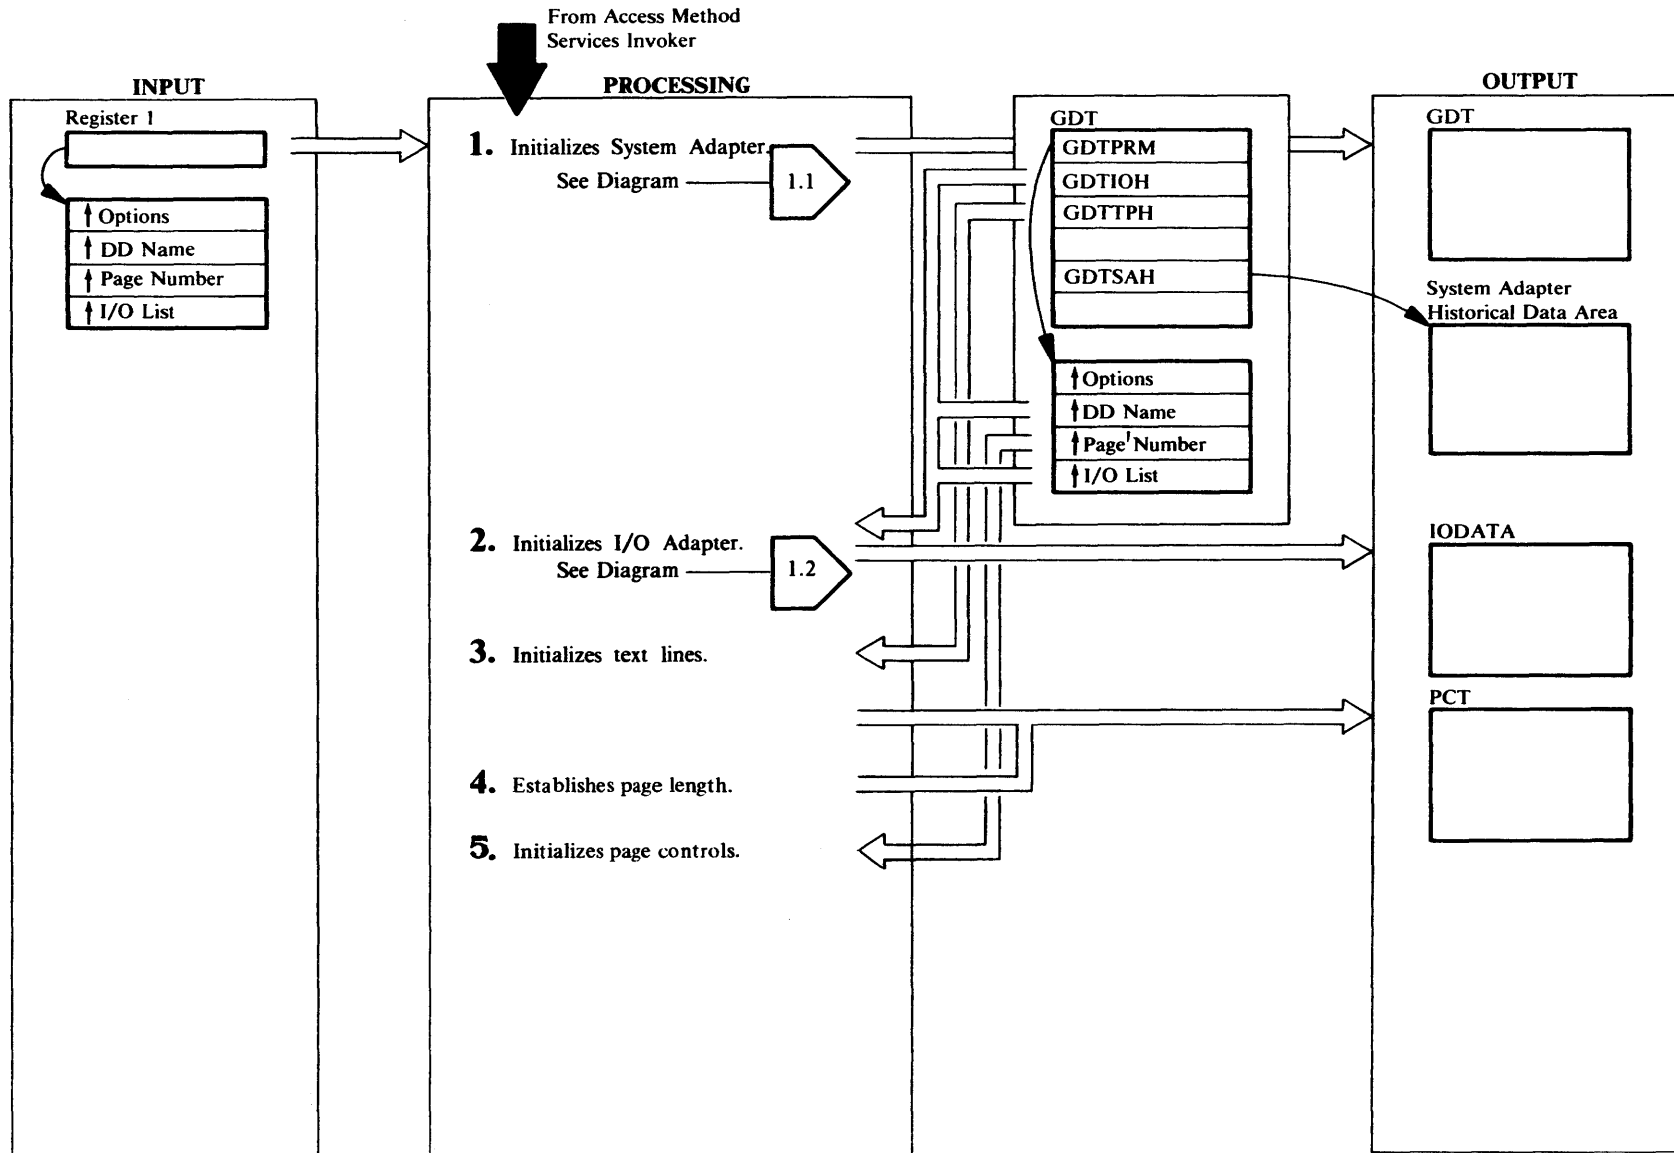 From Access Method
Services Invoker
INPUT
PROCESSING
OUTPUT
Register 1
↑ Options
↑ DD Name
↑ Page Number
↑ I/O List
1. Initializes System Adapter.
See Diagram
1.1
GDT
GDTPRM
GDTIOH
GDTTPH
GDTSAH
↑ Options
↑ DD Name
↑ Page Number
↑ I/O List
GDT
System Adapter
Historical Data Area
2. Initializes I/O Adapter.
See Diagram
1.2
IODATA
3. Initializes text lines.
PCT
4. Establishes page length.
5. Initializes page controls.